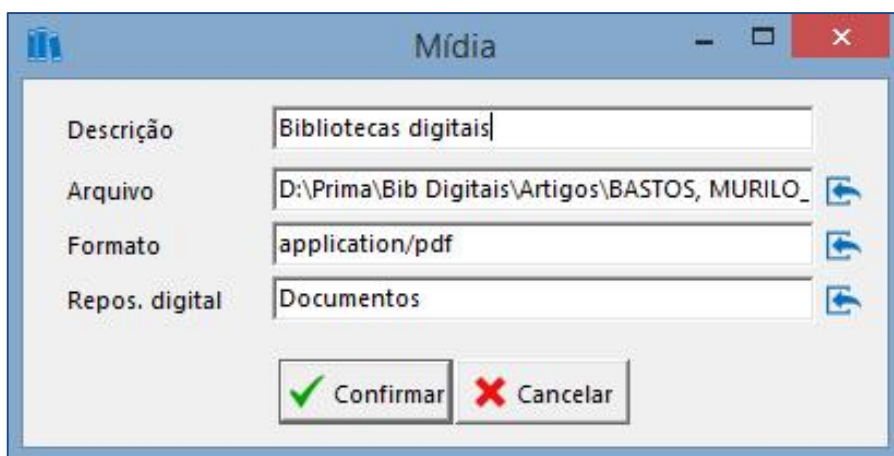 Mídia
Descrição Bibliotecas digitais
Arquivo D:\Prima\Bib Digitais\Artigos\BASTOS, MURILO_
Formato application/pdf
Repos. digital Documentos
Confirmar Cancelar